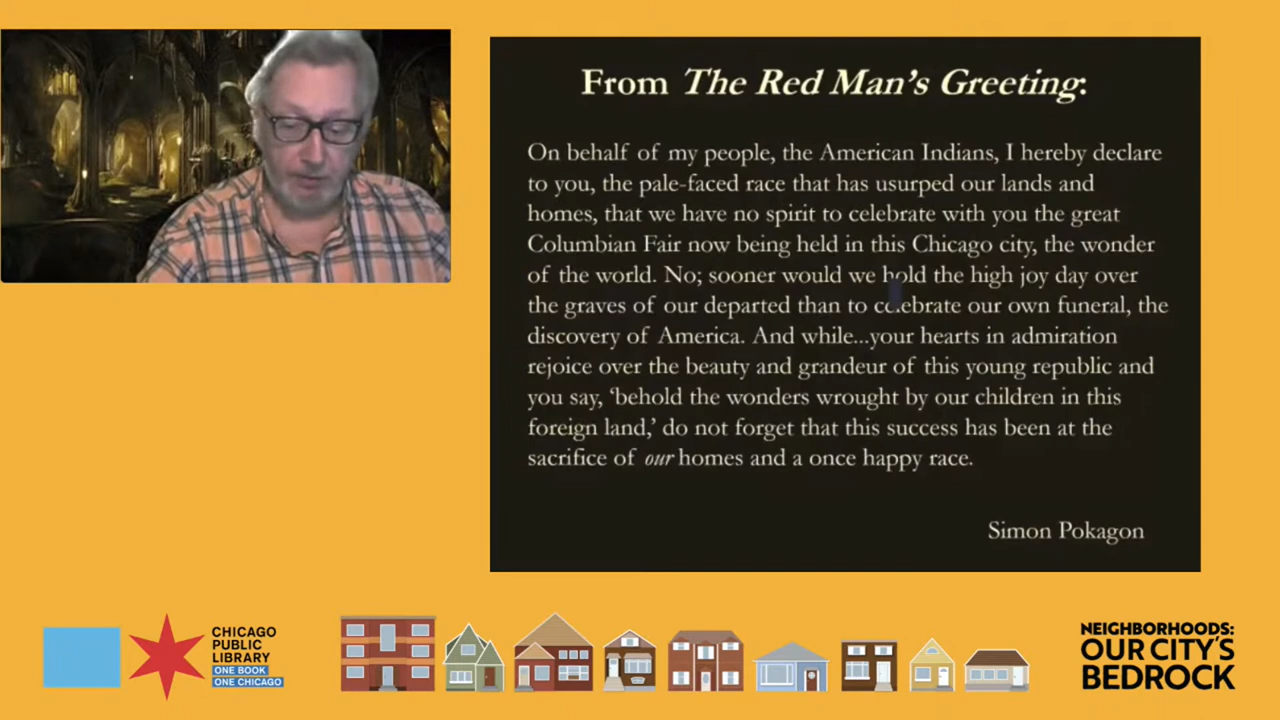 From The Red Man's Greeting:
On behalf of my people, the American Indians, I hereby declare
to you, the pale-faced race that has usurped our lands and
homes, that we have no spirit to celebrate with you the great
Columbian Fair now being held in this Chicago city, the wonder
of the world. No; sooner would we hold the high joy day over
the graves of our departed than to celebrate our own funeral, the
discovery of America. And while...your hearts in admiration
rejoice over the beauty and grandeur of this young republic and
you say, ‘behold the wonders wrought by our children in this
foreign land,’ do not forget that this success has been at the
sacrifice of our homes and a once happy race.
Simon Pokagon
CHICAGO
PUBLIC
LIBRARY
ONE BOOK
ONE CHICAGO
NEIGHBORHOODS:
OUR CITY'S
BEDROCK